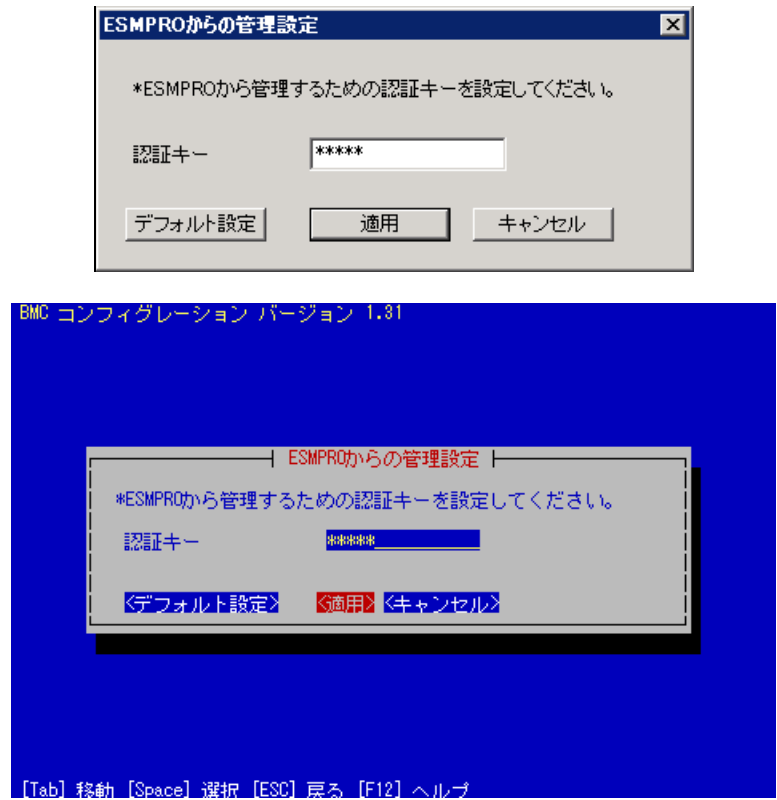 ESMPROからの管理設定
*ESMPROから管理するための認証キーを設定してください。
認証キー *****
デフォルト設定 適用 キャンセル
BMC コンフィグレーション バージョン 1.31
ESMPROからの管理設定
*ESMPROから管理するための認証キーを設定してください。
認証キー *****
<デフォルト設定> <適用> <キャンセル>
[Tab] 移動 [Space] 選択 [ESC] 戻る [F12] ヘルプ